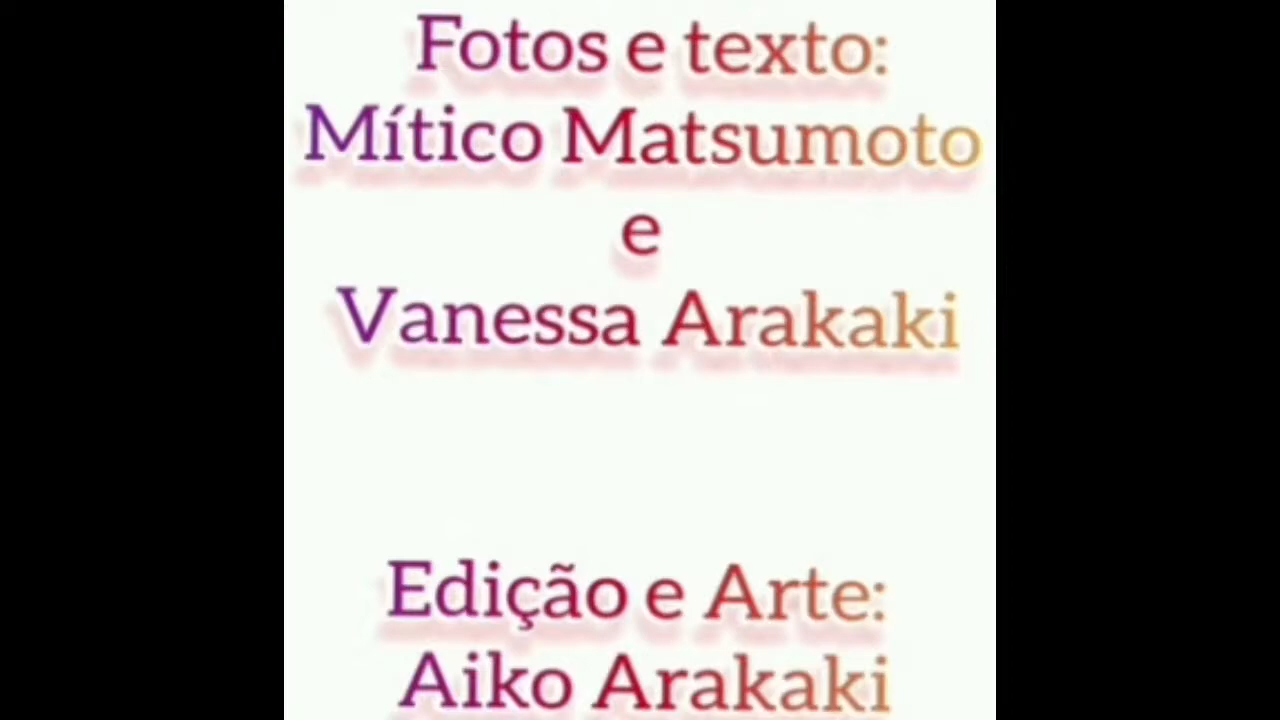 Fotos e texto:
Mítico Matsumoto
e
Vanessa Arakaki
Edição e Arte:
Aiko Arakaki